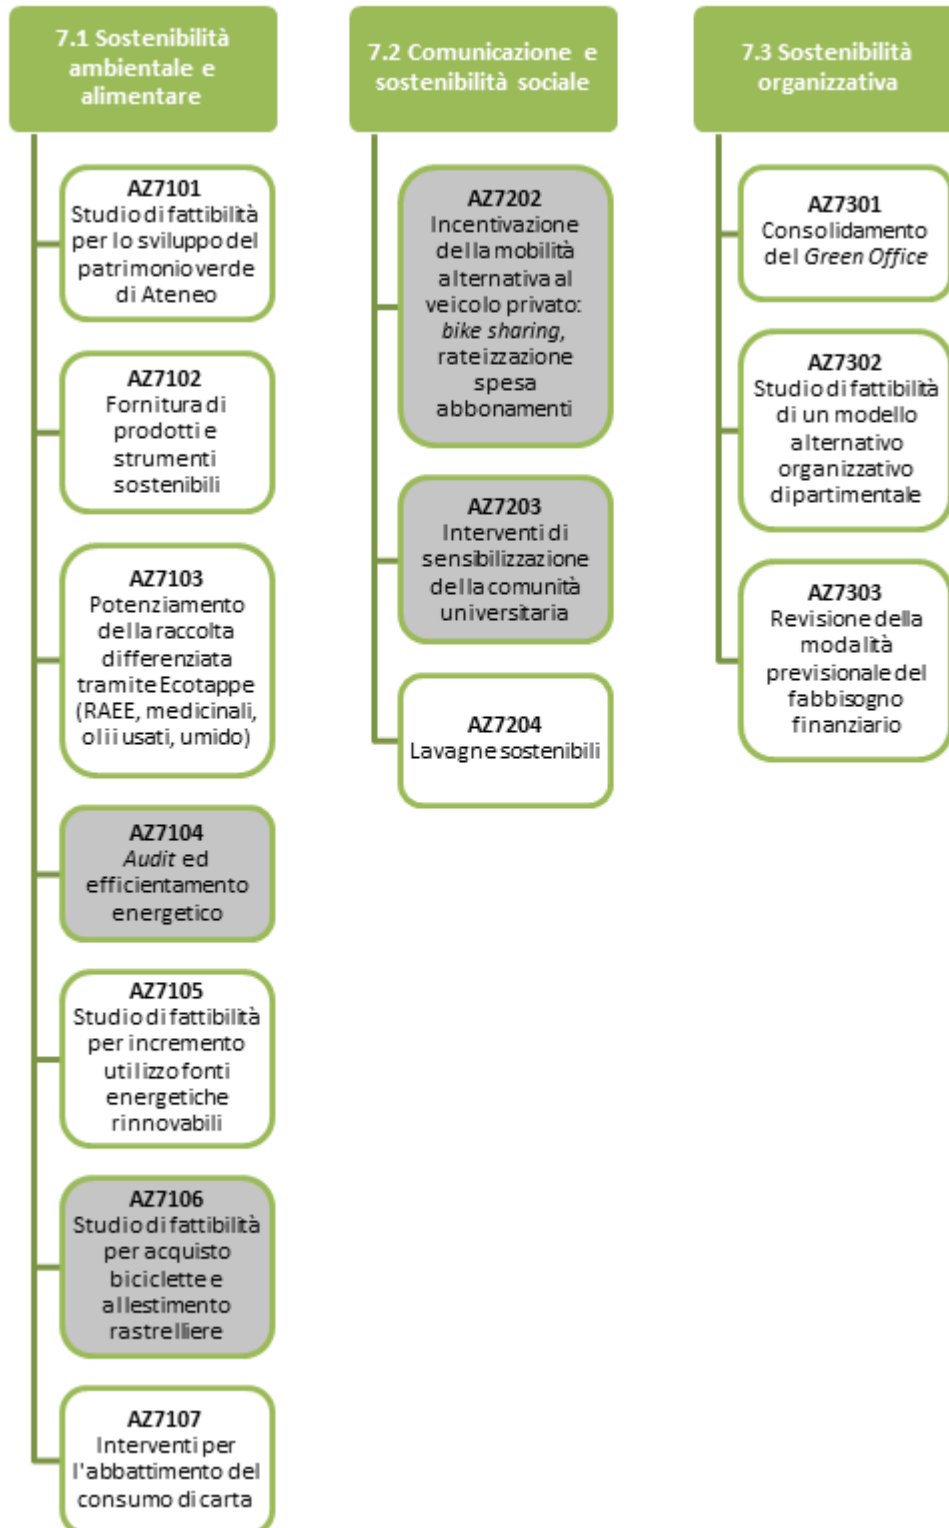 7.1 Sostenibilità
ambientale e
alimentare
AZ7101
Studio di fattibilità
per lo sviluppo del
patrimonio verde
di Ateneo
AZ7102
Fornitura di
prodotti e
strumenti
sostenibili
AZ7103
Potenziamento
della raccolta
differenziata
tramite Ecotappe
(RAEE, medicinali,
olii usati, umido)
AZ7104
Audit ed
efficientamento
energetico
AZ7105
Studio di fattibilità
per incremento
utilizzo fonti
energetiche
rinnovabili
AZ7106
Studio di fattibilità
per acquisto
biciclette e
allestimento
rastrelliere
AZ7107
Interventi per
l'abbattimento del
consumo di carta
7.2 Comunicazione e
sostenibilità sociale
AZ7202
Incentivazione
della mobilità
alternativa al
veicolo privato:
bike sharing,
rateizzazione
spesa
abbonamenti
AZ7203
Interventi di
sensibilizzazione
della comunità
universitaria
AZ7204
Lavagne sostenibili
7.3 Sostenibilità
organizzativa
AZ7301
Consolidamento
del Green Office
AZ7302
Studio di fattibilità
di un modello
alternativo
organizzativo
dipartimentale
AZ7303
Revisione della
modalità
previsionale del
fabbisogno
finanziario